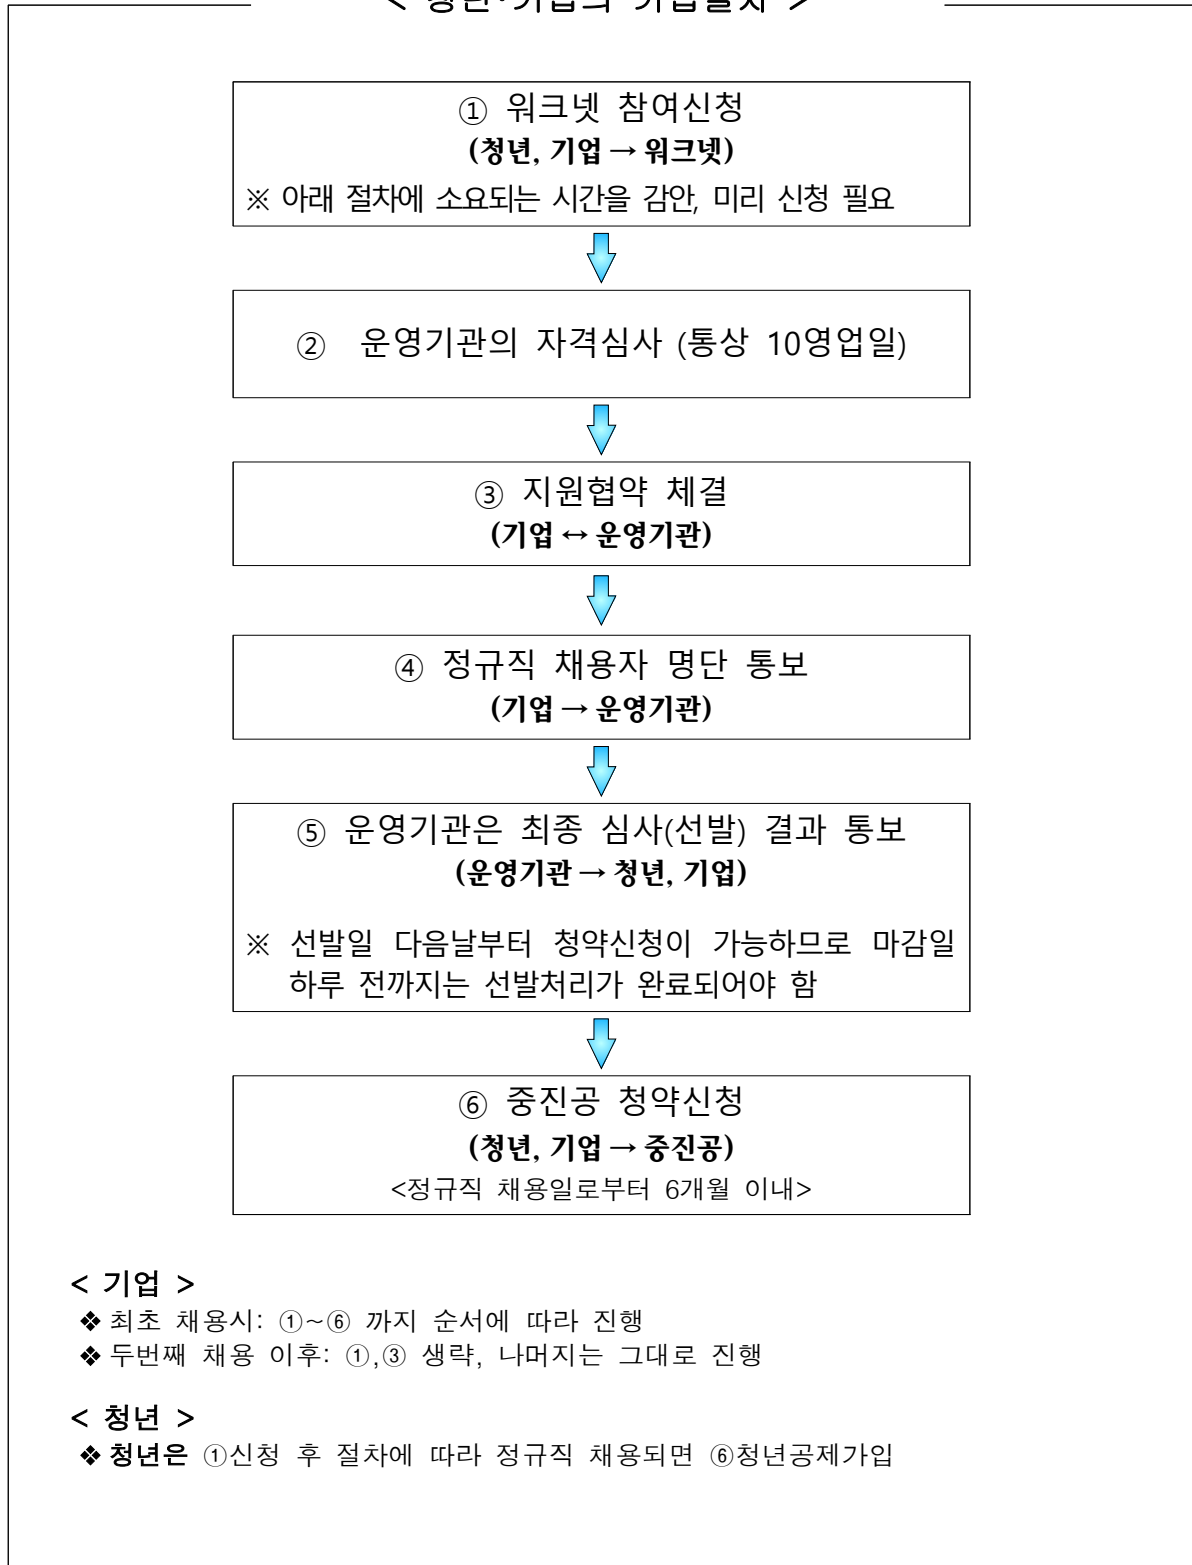 < 청년·기업의 가입절차 >
① 워크넷 참여신청
(청년, 기업 → 워크넷)
※ 아래 절차에 소요되는 시간을 감안, 미리 신청 필요
② 운영기관의 자격심사 (통상 10영업일)
③ 지원협약 체결
(기업 ↔ 운영기관)
④ 정규직 채용자 명단 통보
(기업 → 운영기관)
⑤ 운영기관은 최종 심사(선발) 결과 통보
(운영기관 → 청년, 기업)
※ 선발일 다음날부터 청약신청이 가능하므로 마감일
하루 전까지는 선발처리가 완료되어야 함
⑥ 중진공 청약신청
(청년, 기업 → 중진공)
<정규직 채용일로부터 6개월 이내>
< 기업 >
❖ 최초 채용시: ①~⑥ 까지 순서에 따라 진행
❖ 두번째 채용 이후: ①,③ 생략, 나머지는 그대로 진행
< 청년 >
❖ 청년은 ①신청 후 절차에 따라 정규직 채용되면 ⑥청년공제가입